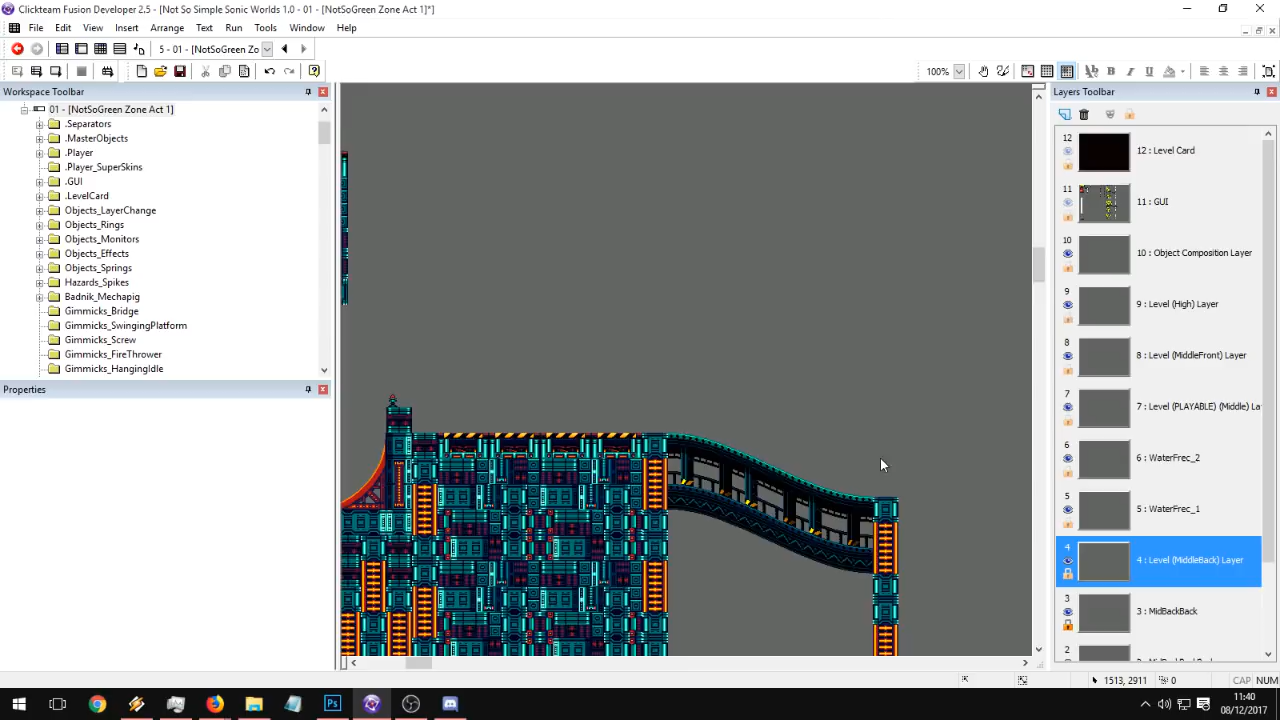 Clickteam Fusion Developer 2.5 - [Not So Simple Sonic Worlds 1.0 - 01 - [NotSoGreen Zone Act 1]*]
File Edit View Insert Arrange Text Run Tools Window Help
5 - 01 - [NotSoGreen Zo
100%
Workspace Toolbar
Layers Toolbar
01 - [NotSoGreen Zone Act 1]
.Separators
.MasterObjects
.Player
.Player_SuperSkins
.GUI
.LevelCard
Objects_LayerChange
Objects_Rings
Objects_Monitors
Objects_Effects
Objects_Springs
Hazards_Spikes
Badnik_Mechapig
Gimmicks_Bridge
Gimmicks_SwingingPlatform
Gimmicks_Screw
Gimmicks_FireThrower
Gimmicks_HangingIdle
Properties
12
12 : Level Card
11
11 : GUI
10
10 : Object Composition Layer
9
9 : Level (High) Layer
8
8 : Level (MiddleFront) Layer
7
7 : Level (PLAYABLE) (Middle) La
6
6 : WaterFrec_2
5
5 : WaterFrec_1
4
4 : Level (MiddleBack) Layer
3
3 : MidBackBack
2
1513, 2911
0
CAP NUM
11:40
08/12/2017